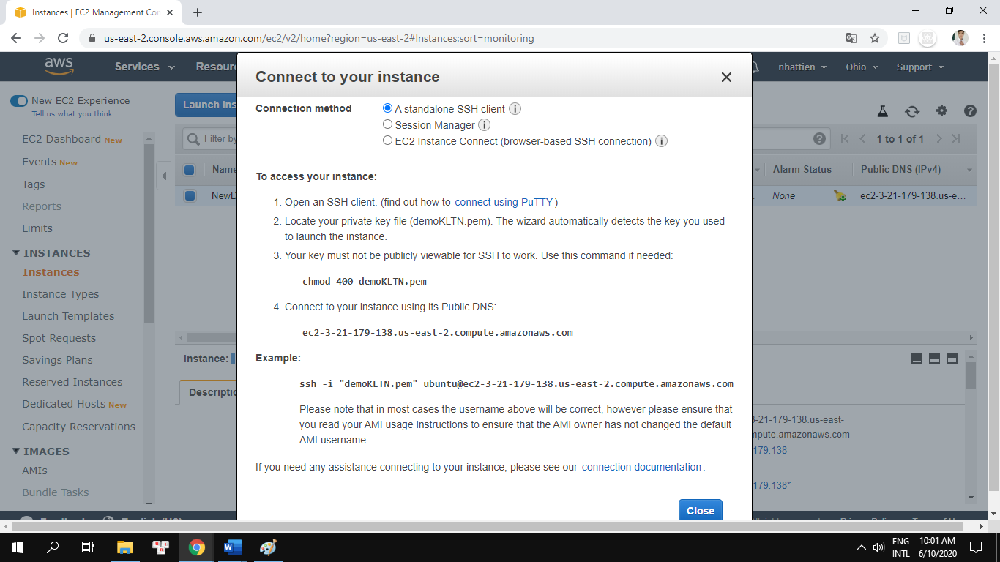 Instances | EC2 Management Con
us-east-2.console.aws.amazon.com/ec2/v2/home?region=us-east-2#Instances:sort=monitoring
aws
Services
nhattien
Ohio
Support
New EC2 Experience
Tell us what you think
EC2 Dashboard New
Events New
Tags
Reports
Limits
INSTANCES
Instances
Instance Types
Launch Templates
Spot Requests
Savings Plans
Reserved Instances
Dedicated Hosts New
Capacity Reservations
IMAGES
AMIs
Bundle Tasks
Launch Ins
Filter by
1 to 1 of 1
Name
Alarm Status
Public DNS (IPv4)
NewD
None
ec2-3-21-179-138.us-e...
Instance:
Descriptio
3-21-179-138.us-east-
mpute.amazonaws.com
179.138
179.138*
Connect to your instance
Connection method
A standalone SSH client
Session Manager
EC2 Instance Connect (browser-based SSH connection)
To access your instance:
1. Open an SSH client. (find out how to connect using PuTTY)
2. Locate your private key file (demoKLTN.pem). The wizard automatically detects the key you used
to launch the instance.
3. Your key must not be publicly viewable for SSH to work. Use this command if needed:
chmod 400 demoKLTN.pem
4. Connect to your instance using its Public DNS:
ec2-3-21-179-138.us-east-2.compute.amazonaws.com
Example:
ssh -i "demoKLTN.pem" ubuntu@ec2-3-21-179-138.us-east-2.compute.amazonaws.com
Please note that in most cases the username above will be correct, however please ensure that
you read your AMI usage instructions to ensure that the AMI owner has not changed the default
AMI username.
If you need any assistance connecting to your instance, please see our connection documentation.
Close
ENG
INTL
10:01 AM
6/10/2020